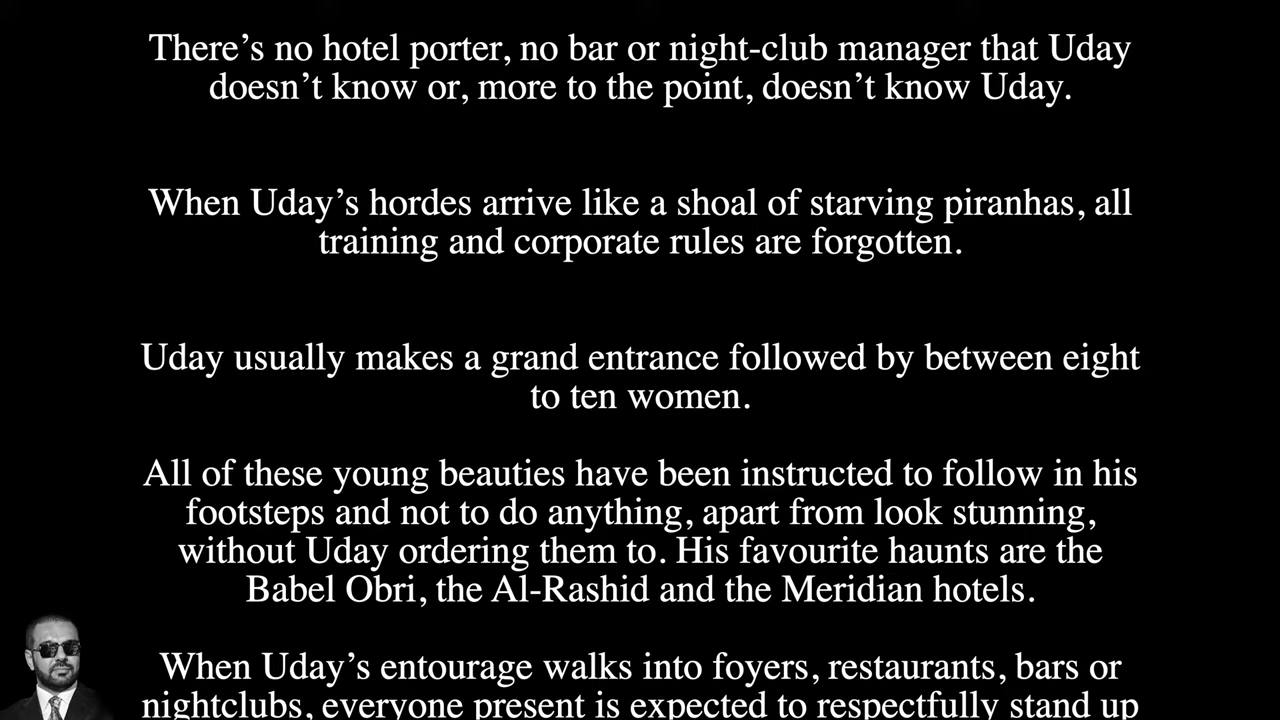 There’s no hotel porter, no bar or night-club manager that Uday
doesn’t know or, more to the point, doesn’t know Uday.
When Uday’s hordes arrive like a shoal of starving piranhas, all
training and corporate rules are forgotten.
Uday usually makes a grand entrance followed by between eight
to ten women.
All of these young beauties have been instructed to follow in his
footsteps and not to do anything, apart from look stunning,
without Uday ordering them to. His favourite haunts are the
Babel Obri, the Al-Rashid and the Meridian hotels.
When Uday’s entourage walks into foyers, restaurants, bars or
nightclubs, everyone present is expected to respectfully stand up